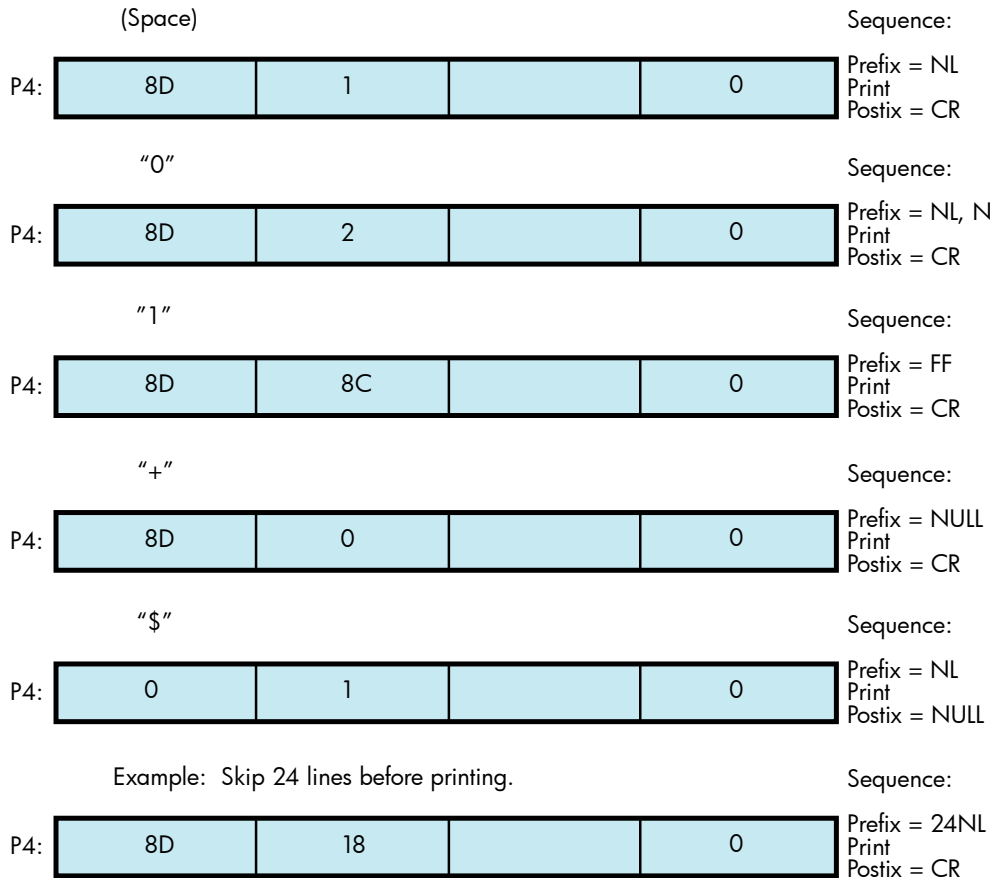 (Space)
Sequence:
P4: 8D 1 0
Prefix = NL
Print
Postix = CR
“0”
Sequence:
P4: 8D 2 0
Prefix = NL, N
Print
Postix = CR
”1”
Sequence:
P4: 8D 8C 0
Prefix = FF
Print
Postix = CR
“+”
Sequence:
P4: 8D 0 0
Prefix = NULL
Print
Postix = CR
“$”
Sequence:
P4: 0 1 0
Prefix = NL
Print
Postix = NULL
Example: Skip 24 lines before printing.
Sequence:
P4: 8D 18 0
Prefix = 24NL
Print
Postix = CR